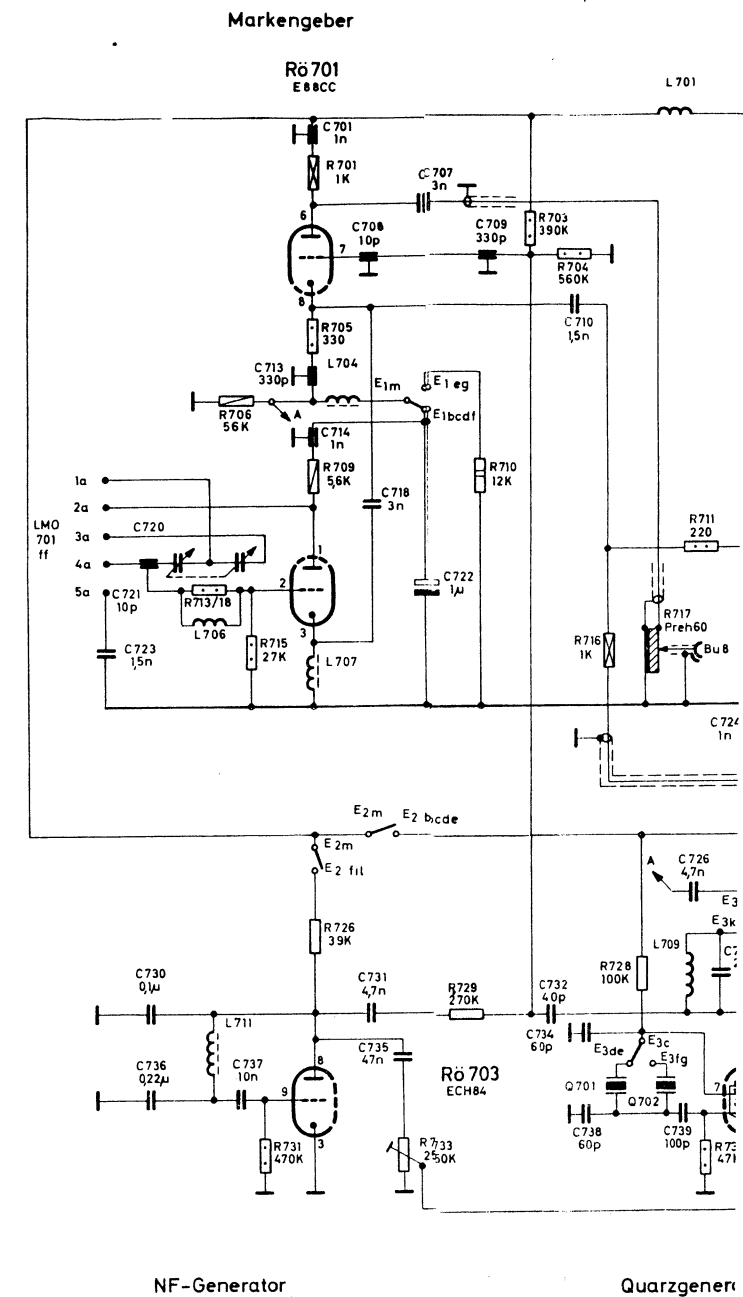 Markengeber
Rö 701
E88CC
L 701
C 701
1n
R 701
1K
C 707
3n
6
C 708
10p
7
C 709
330p
R 703
390K
R 704
560K
8
R 705
330
C 710
1,5n
C 713
330p
L 704
E1m
E1 eg
R 706
56K
A
E1bcdf
C 714
1n
R 709
5,6K
R 710
12K
C 718
3n
1a
2a
LMO
701
ff
3a
4a
5a
C 720
1
R 711
220
C 721
10p
R 713/18
2
C 722
1µ
L 706
3
R 717
Preh60
C 723
1,5n
R 715
27K
L 707
R 716
1K
Bu 8
C 724
1n
E2m
E2 bcde
E2m
E2 fil
A
C 726
4,7n
E3
E3k
R 726
39K
L 709
R 728
100K
C 730
0,1µ
C 731
4,7n
R 729
270K
C 732
40p
L 711
C 734
60p
C 735
47n
E3de
E3c
E3fg
C 736
0,22µ
C 737
10n
8
9
Rö 703
ECH84
Q701
Q702
7
3
C 738
60p
C 739
100p
R 731
470K
R 733
50K
NF-Generator